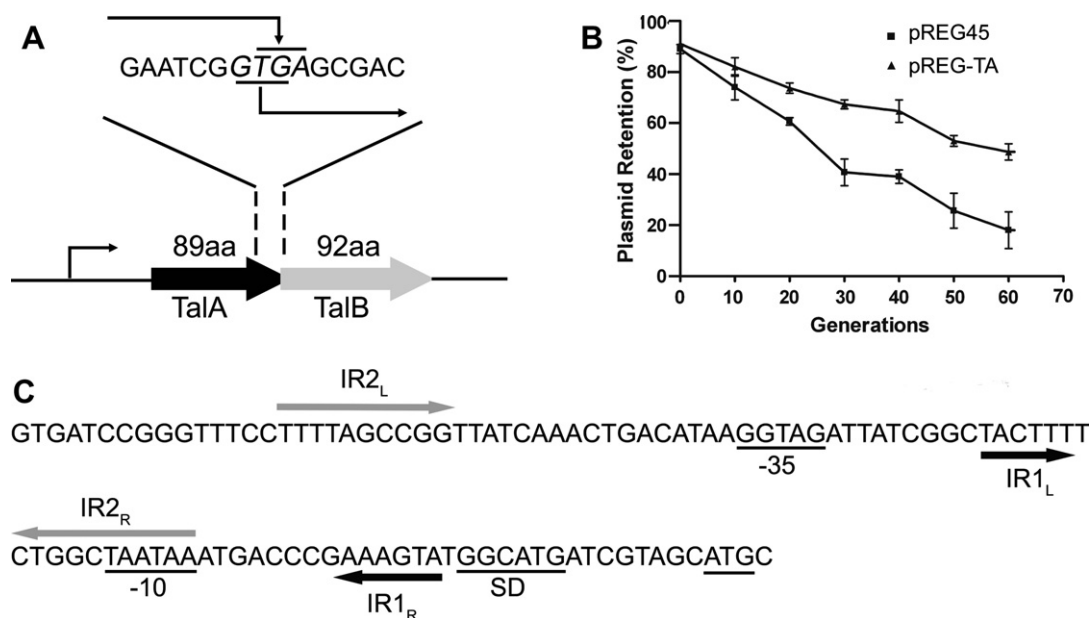 A
GAATCGGTGAGCGAC
89aa
92aa
TalA
TalB
B
Plasmid Retention (%)
100
80
60
40
20
0
0
10
20
30
40
50
60
70
Generations
pREG45
pREG-TA
C
IR2L
GTGATCCGGGTTTCCTTTTAGCCGGTTATCAAACTGACATAAGGTAGATTATCGGCTACTTTT
-35
IR1L
IR2R
CTGGCTAATAAATGACCCGAAAGTATGGCATGATCGTAGCATGC
-10
IR1R
SD